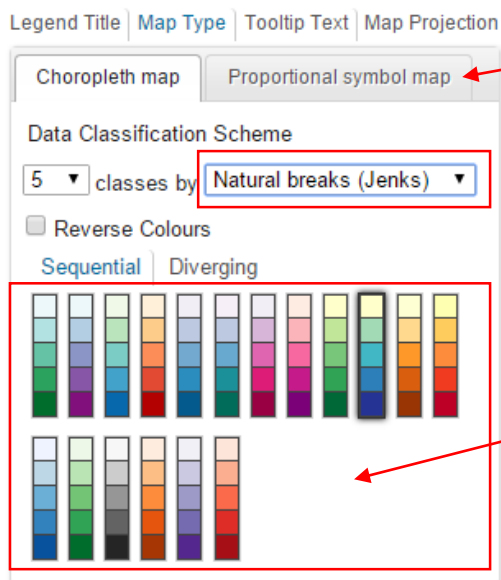 Legend Title Map Type Tooltip Text Map Projection
Choropleth map Proportional symbol map
Data Classification Scheme
5 classes by Natural breaks (Jenks)
Reverse Colours
Sequential Diverging